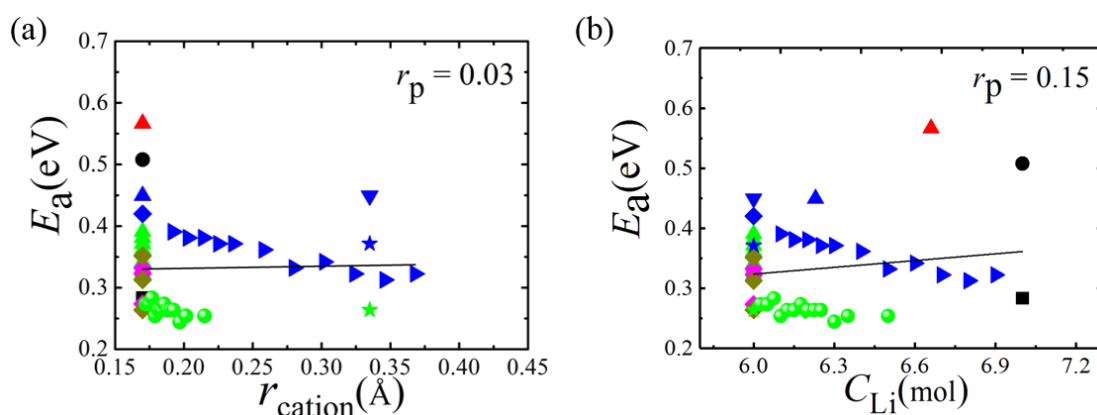 (a)
0.7
0.6
0.5
0.4
0.3
0.2
Ea(eV)
rp = 0.03
0.15 0.20 0.25 0.30 0.35 0.40 0.45
rcation(Å)
(b)
0.7
0.6
0.5
0.4
0.3
0.2
Ea(eV)
rp = 0.15
6.0 6.3 6.6 6.9 7.2
CLi(mol)